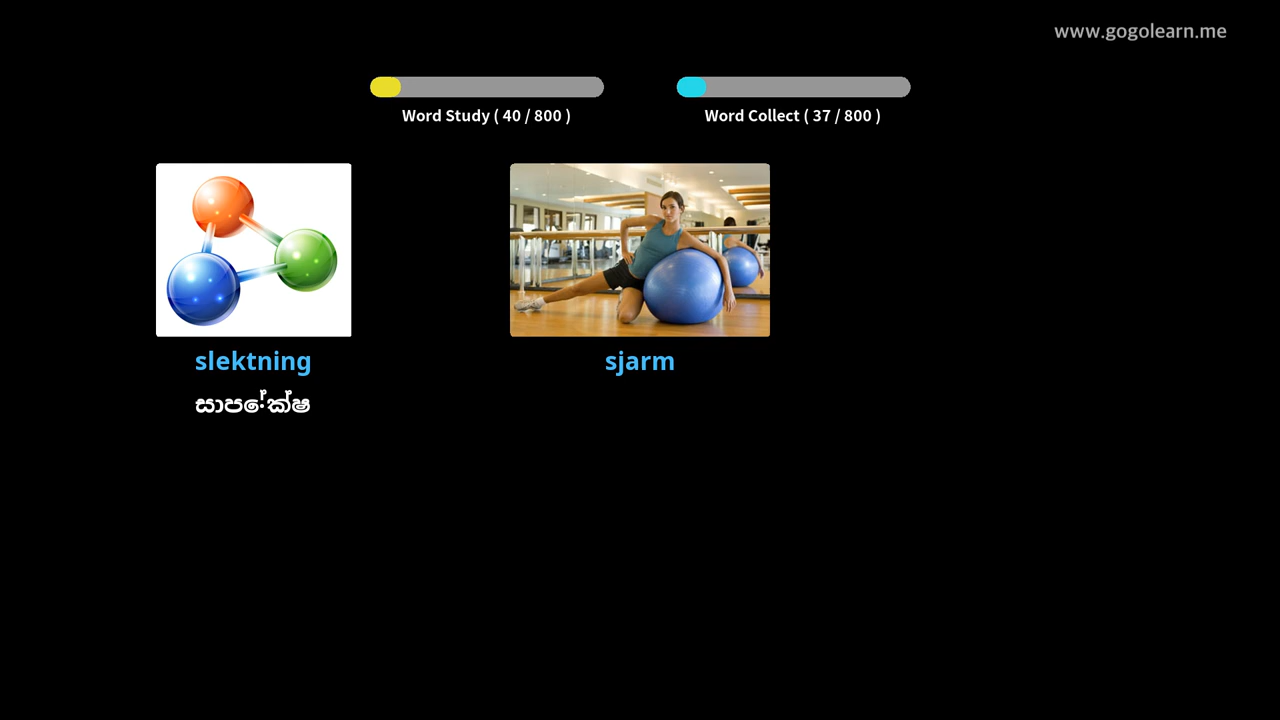 www.gogolearn.me
Word Study ( 40 / 800 )
Word Collect ( 37 / 800 )
slektning
sjarm
සාපේක්ෂ